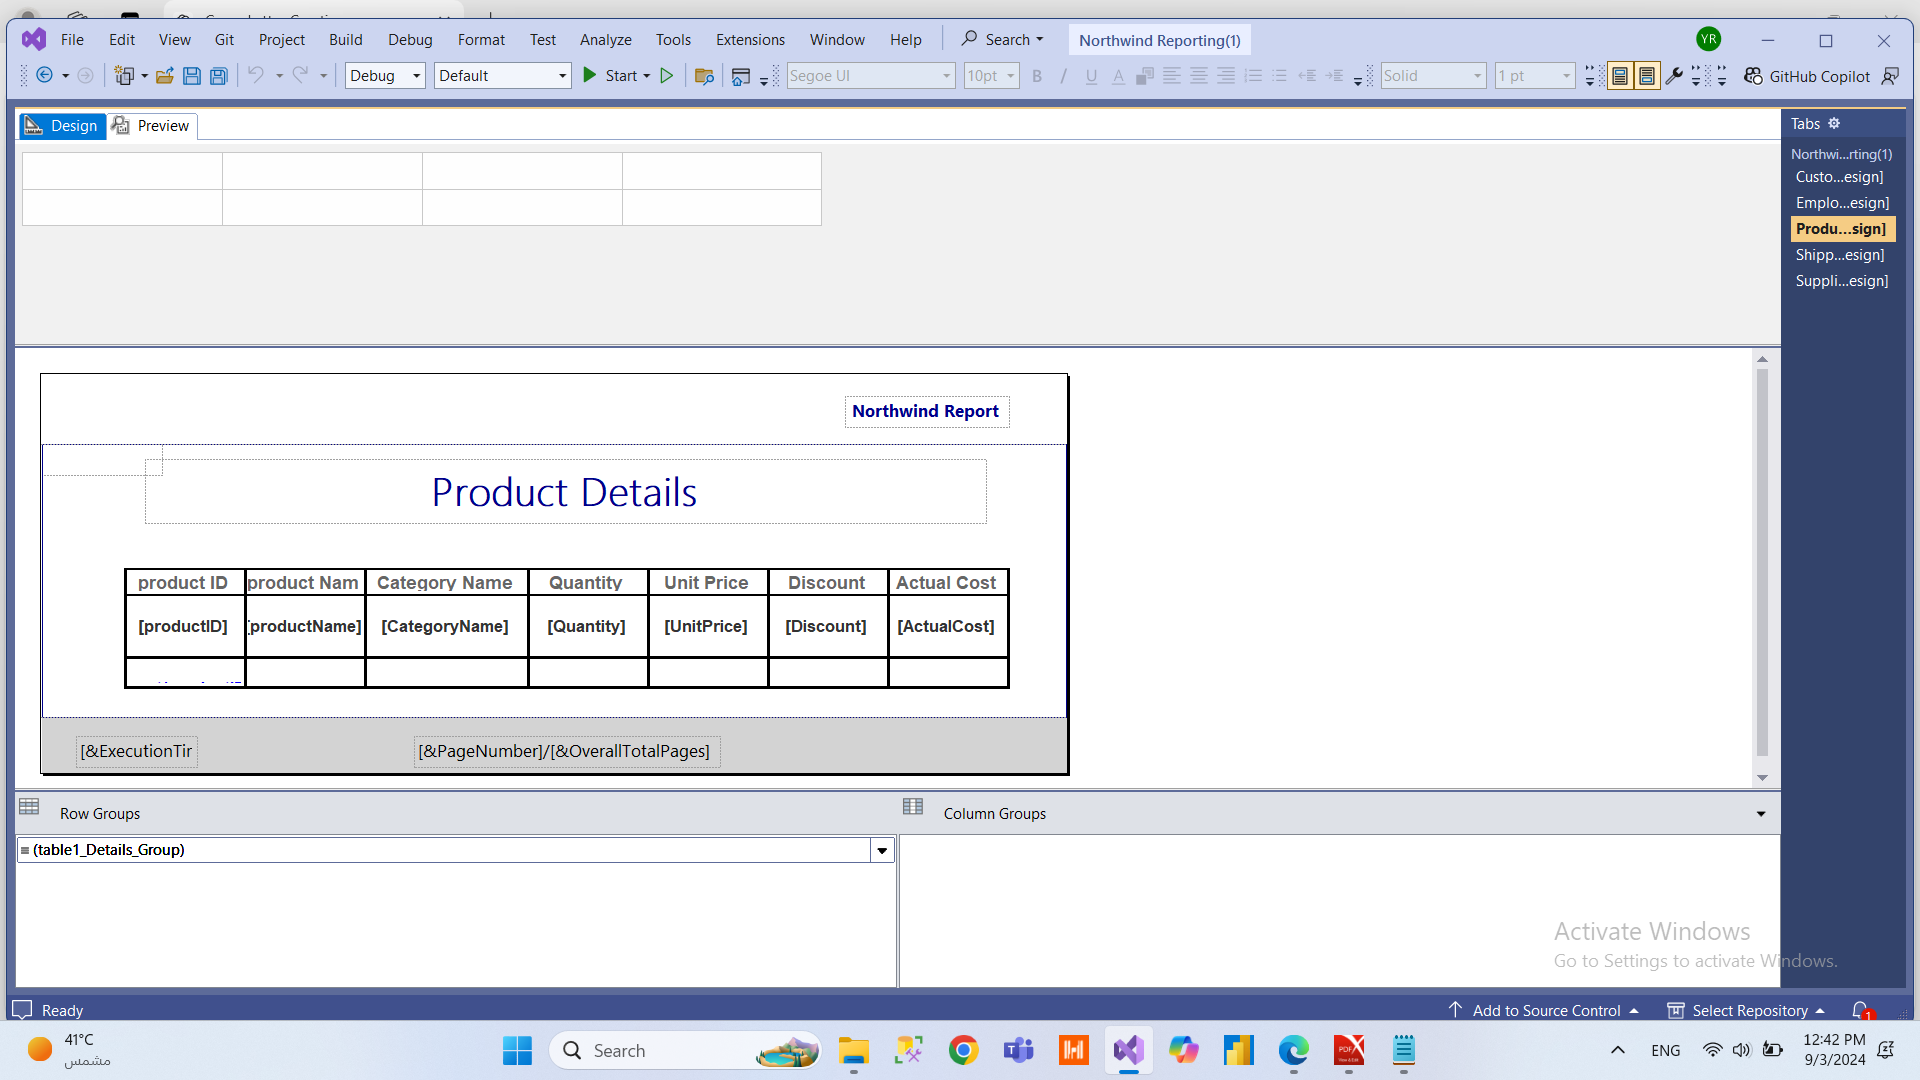 File Edit View Git Project Build Debug Format Test Analyze Tools Extensions Window Help Search Northwind Reporting(1) YR
Debug Default Start Segoe UI 10pt B I U A Solid 1 pt GitHub Copilot
Design Preview
Tabs
Northwi...rting(1)
Custo...esign]
Emplo...esign]
Produ...sign]
Shipp...esign]
Suppli...esign]
Northwind Report
Product Details
product ID product Nam Category Name Quantity Unit Price Discount Actual Cost
[productID] productName] [CategoryName] [Quantity] [UnitPrice] [Discount] [ActualCost]
[&ExecutionTir [&PageNumber]/[&OverallTotalPages]
Row Groups Column Groups
(table1_Details_Group)
Activate Windows
Go to Settings to activate Windows.
Ready Add to Source Control Select Repository 1
41°C
مشمس
Search
ENG
12:42 PM
9/3/2024